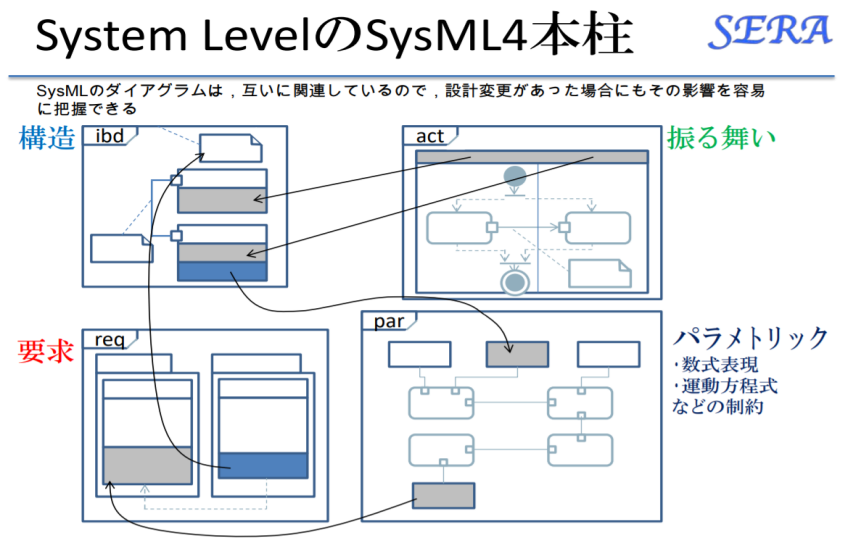 System LevelのSysML4本柱
SERA
SysMLのダイアグラムは，互いに関連しているので，設計変更があった場合にもその影響を容易
に把握できる
構造
ibd
act
振る舞い
要求
req
par
パラメトリック
・数式表現
・運動方程式
などの制約